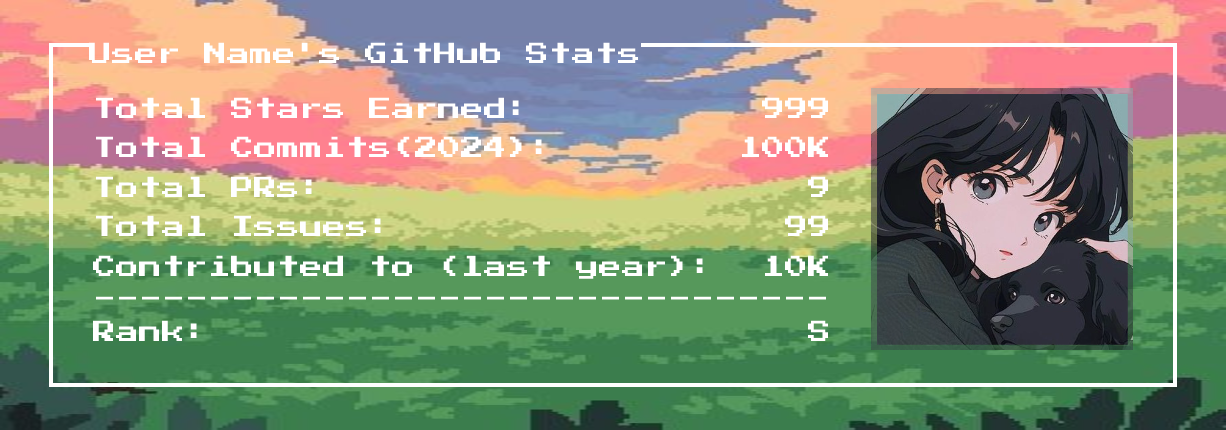 User Name's GitHub Stats
Total Stars Earned: 999
Total Commits(2024): 100K
Total PRs: 9
Total Issues: 99
Contributed to (last year): 10K
--------------------------------
Rank: S